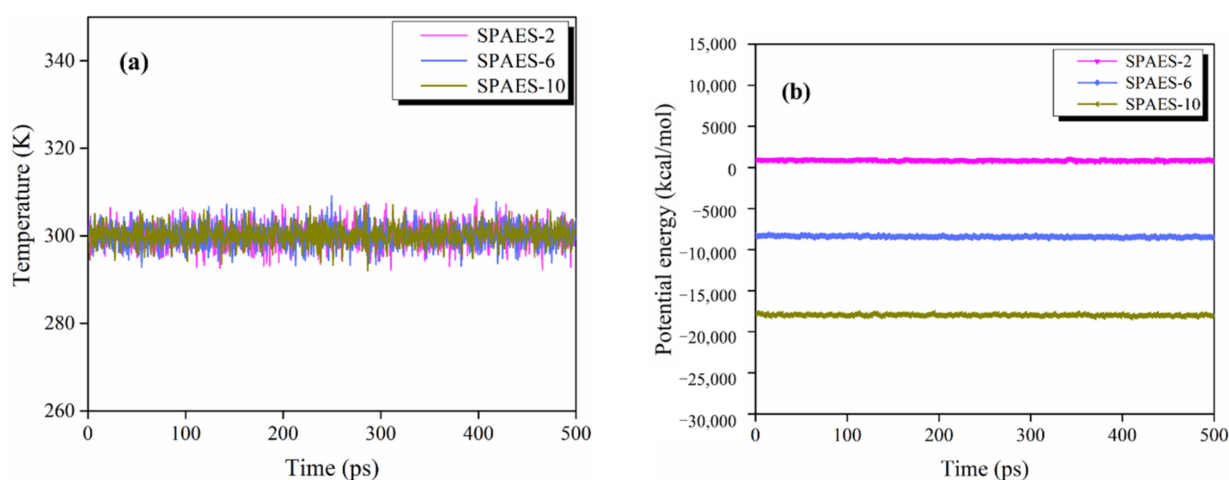 (a)
SPAES-2
SPAES-6
SPAES-10
Temperature (K)
340
320
300
280
260
0 100 200 300 400 500
Time (ps)
(b)
SPAES-2
SPAES-6
SPAES-10
Potential energy (kcal/mol)
15,000
10,000
5000
0
−5000
−10,000
−15,000
−20,000
−17,000
−25,000
−30,000
0 100 200 300 400 500
Time (ps)